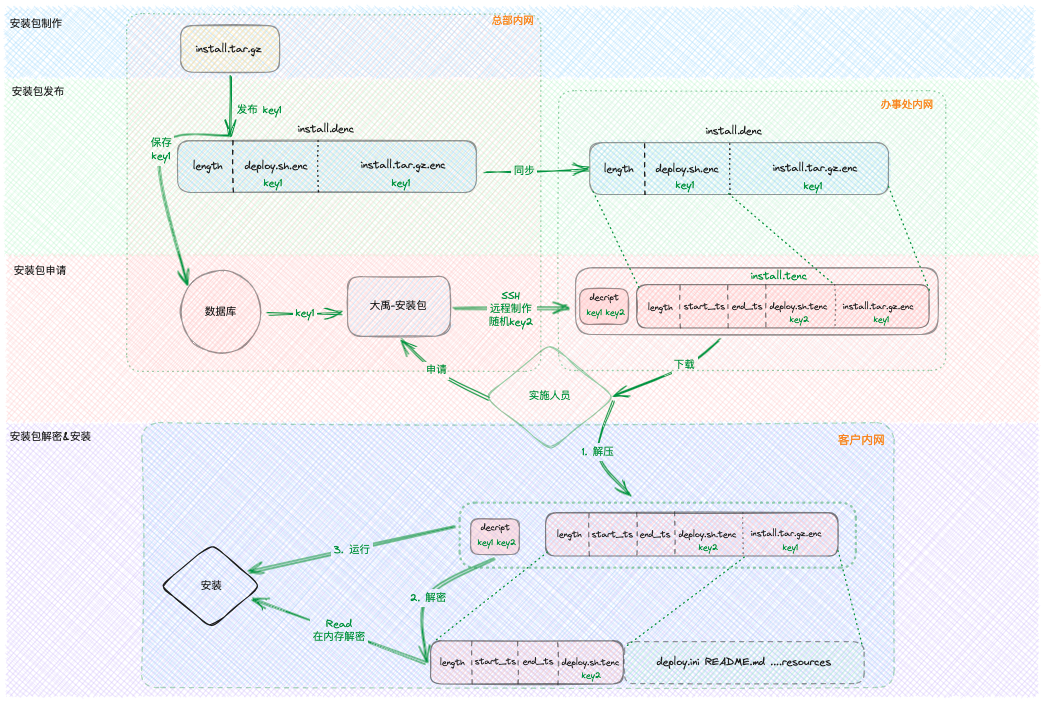 安装包制作
总部内网
install.tar.gz
安装包发布
发布 key1
办事处内网
保存
key1
install.denc
length
deploy.sh.enc
key1
install.tar.gz.enc
key1
同步
install.denc
length
deploy.sh.enc
key1
install.tar.gz.enc
key1
安装包申请
数据库
key1
大禹-安装包
SSH
远程制作
随机key2
install.tenc
decript
key1 key2
length
start_ts
end_ts
deploy.sh.tenc
key2
install.tar.gz.enc
key1
申请
实施人员
下载
安装包解密&安装
客户内网
1. 解压
decript
key1 key2
length
start_ts
end_ts
deploy.sh.tenc
key2
install.tar.gz.enc
key1
3. 运行
安装
2. 解密
Read
在内存解密
length
start_ts
end_ts
deploy.sh.tenc
key2
deploy.ini README.md ....resources